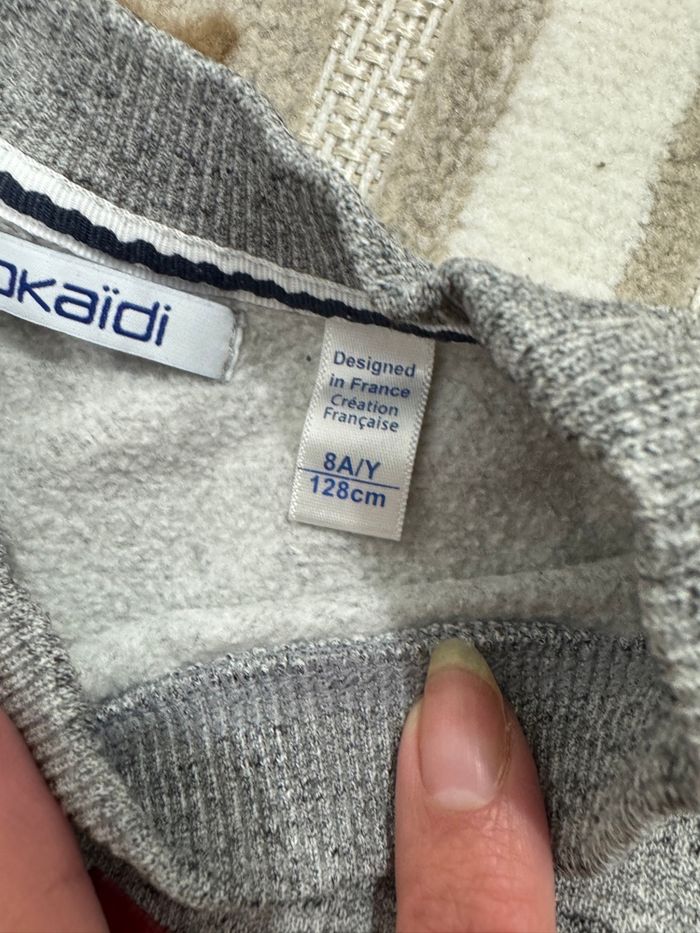 okaïdi
Designed
in France
Création
Française
8A/Y
128cm